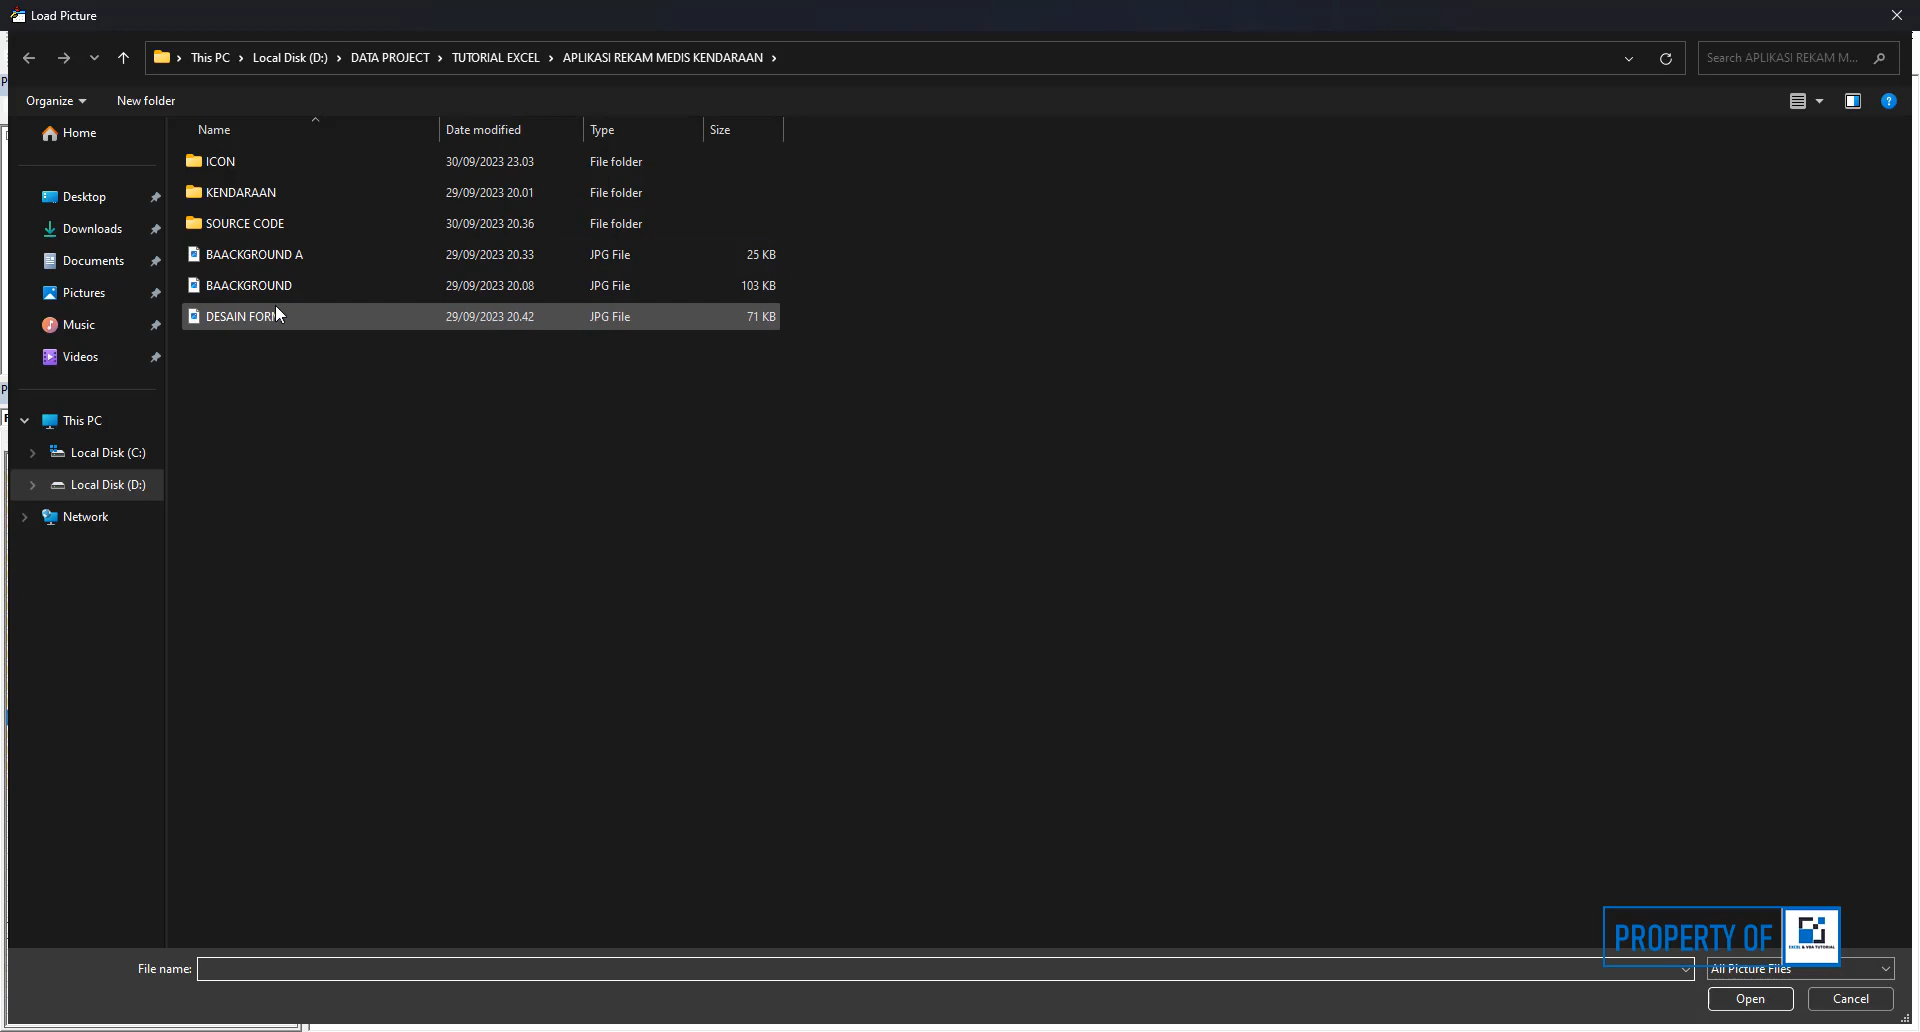 Load Picture
This PC > Local Disk (D:) > DATA PROJECT > TUTORIAL EXCEL > APLIKASI REKAM MEDIS KENDARAAN >
Search APLIKASI REKAM M...
Organize
New folder
Home
Desktop
Downloads
Documents
Pictures
Music
Videos
This PC
Local Disk (C:)
Local Disk (D:)
Network
Name Date modified Type Size
ICON 30/09/2023 23.03 File folder
KENDARAAN 29/09/2023 20.01 File folder
SOURCE CODE 30/09/2023 20.36 File folder
BAACKGROUND A 29/09/2023 20.33 JPG File 25 KB
BAACKGROUND 29/09/2023 20.08 JPG File 103 KB
DESAIN FORM 29/09/2023 20.42 JPG File 71 KB
PROPERTY OF
EXCEL & VBA TUTORIAL
File name:
All Picture Files
Open
Cancel